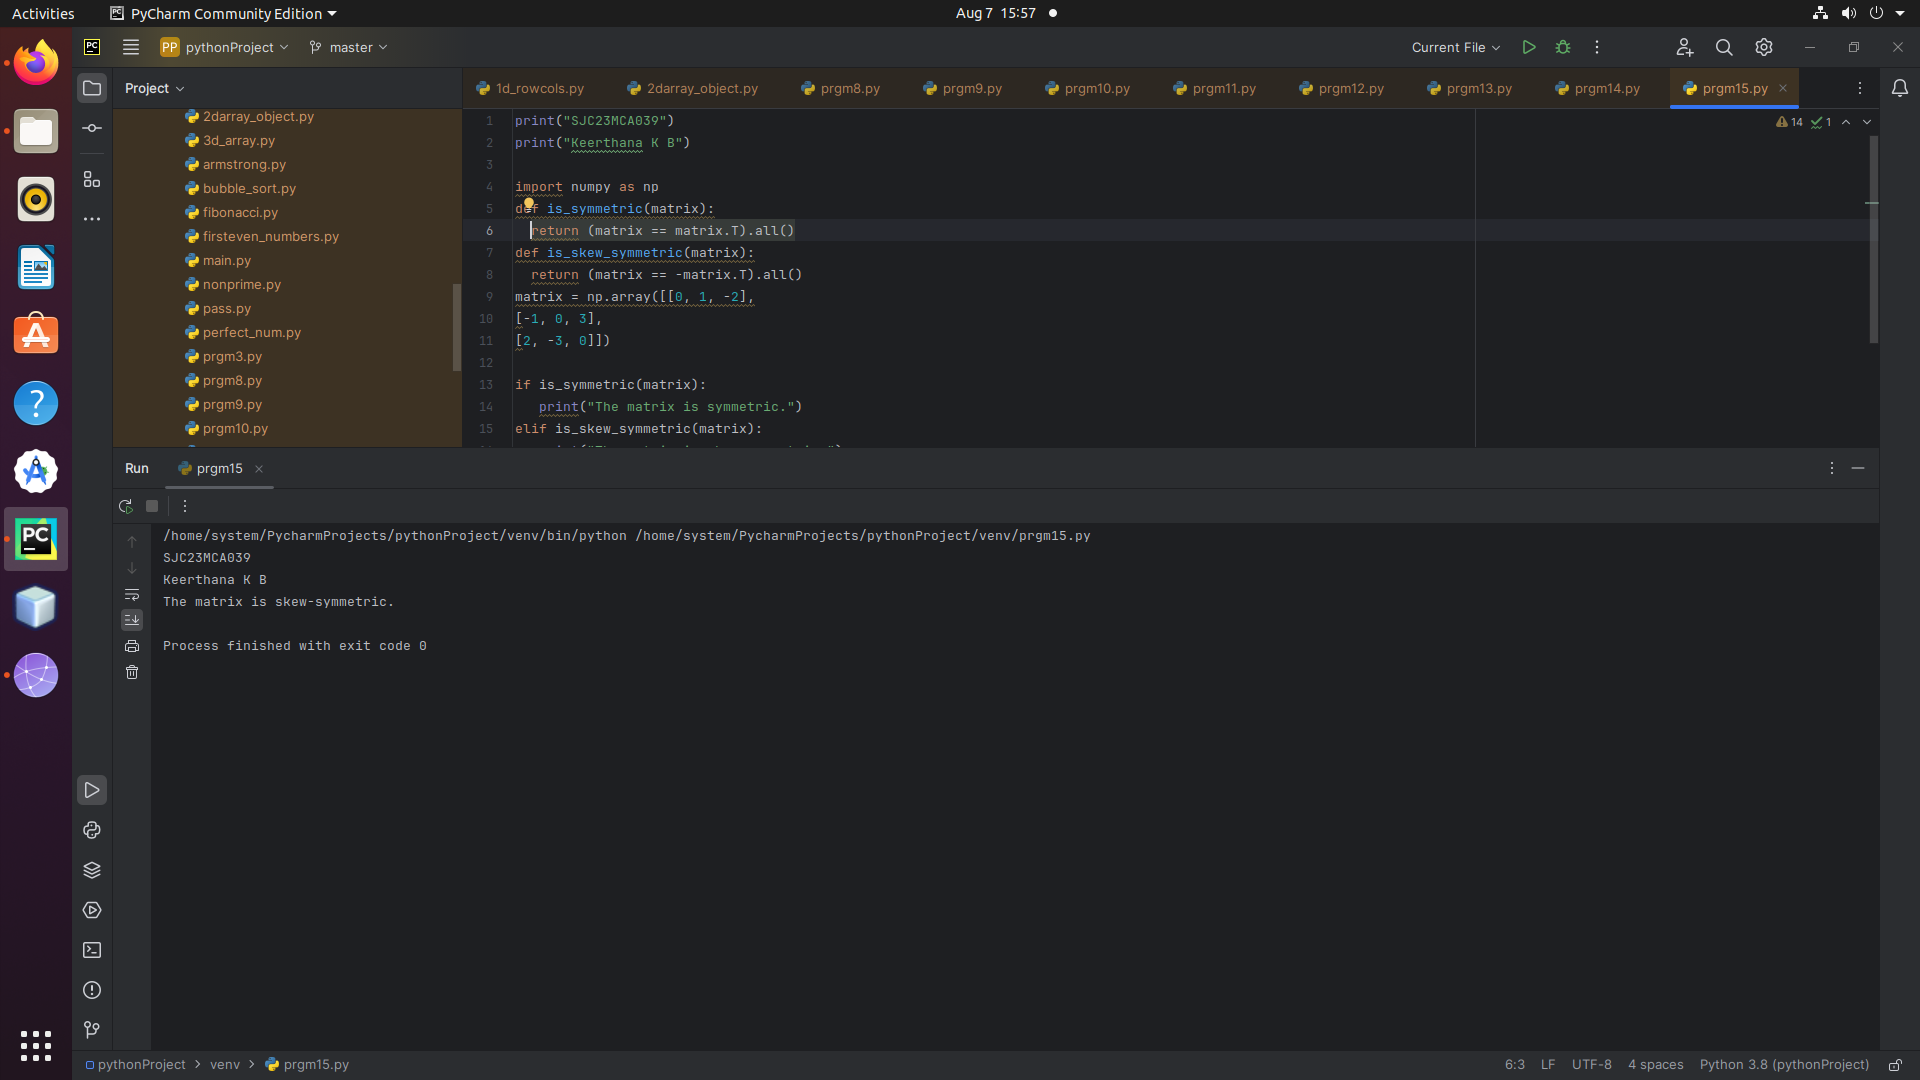 Activities PyCharm Community Edition Aug 7 15:57
PC PP pythonProject master Current File
Project 1d_rowcols.py 2darray_object.py prgm8.py prgm9.py prgm10.py prgm11.py prgm12.py prgm13.py prgm14.py prgm15.py
2darray_object.py
3d_array.py
armstrong.py
bubble_sort.py
fibonacci.py
firsteven_numbers.py
main.py
nonprime.py
pass.py
perfect_num.py
prgm3.py
prgm8.py
prgm9.py
prgm10.py
14 1
1 print("SJC23MCA039")
2 print("Keerthana K B")
3
4 import numpy as np
5 def is_symmetric(matrix):
6 return (matrix == matrix.T).all()
7 def is_skew_symmetric(matrix):
8 return (matrix == -matrix.T).all()
9 matrix = np.array([[0, 1, -2],
10 [-1, 0, 3],
11 [2, -3, 0]])
12
13 if is_symmetric(matrix):
14 print("The matrix is symmetric.")
15 elif is_skew_symmetric(matrix):
Run prgm15
/home/system/PycharmProjects/pythonProject/venv/bin/python /home/system/PycharmProjects/pythonProject/venv/prgm15.py
SJC23MCA039
Keerthana K B
The matrix is skew-symmetric.
Process finished with exit code 0
PC
pythonProject venv prgm15.py 6:3 LF UTF-8 4 spaces Python 3.8 (pythonProject)